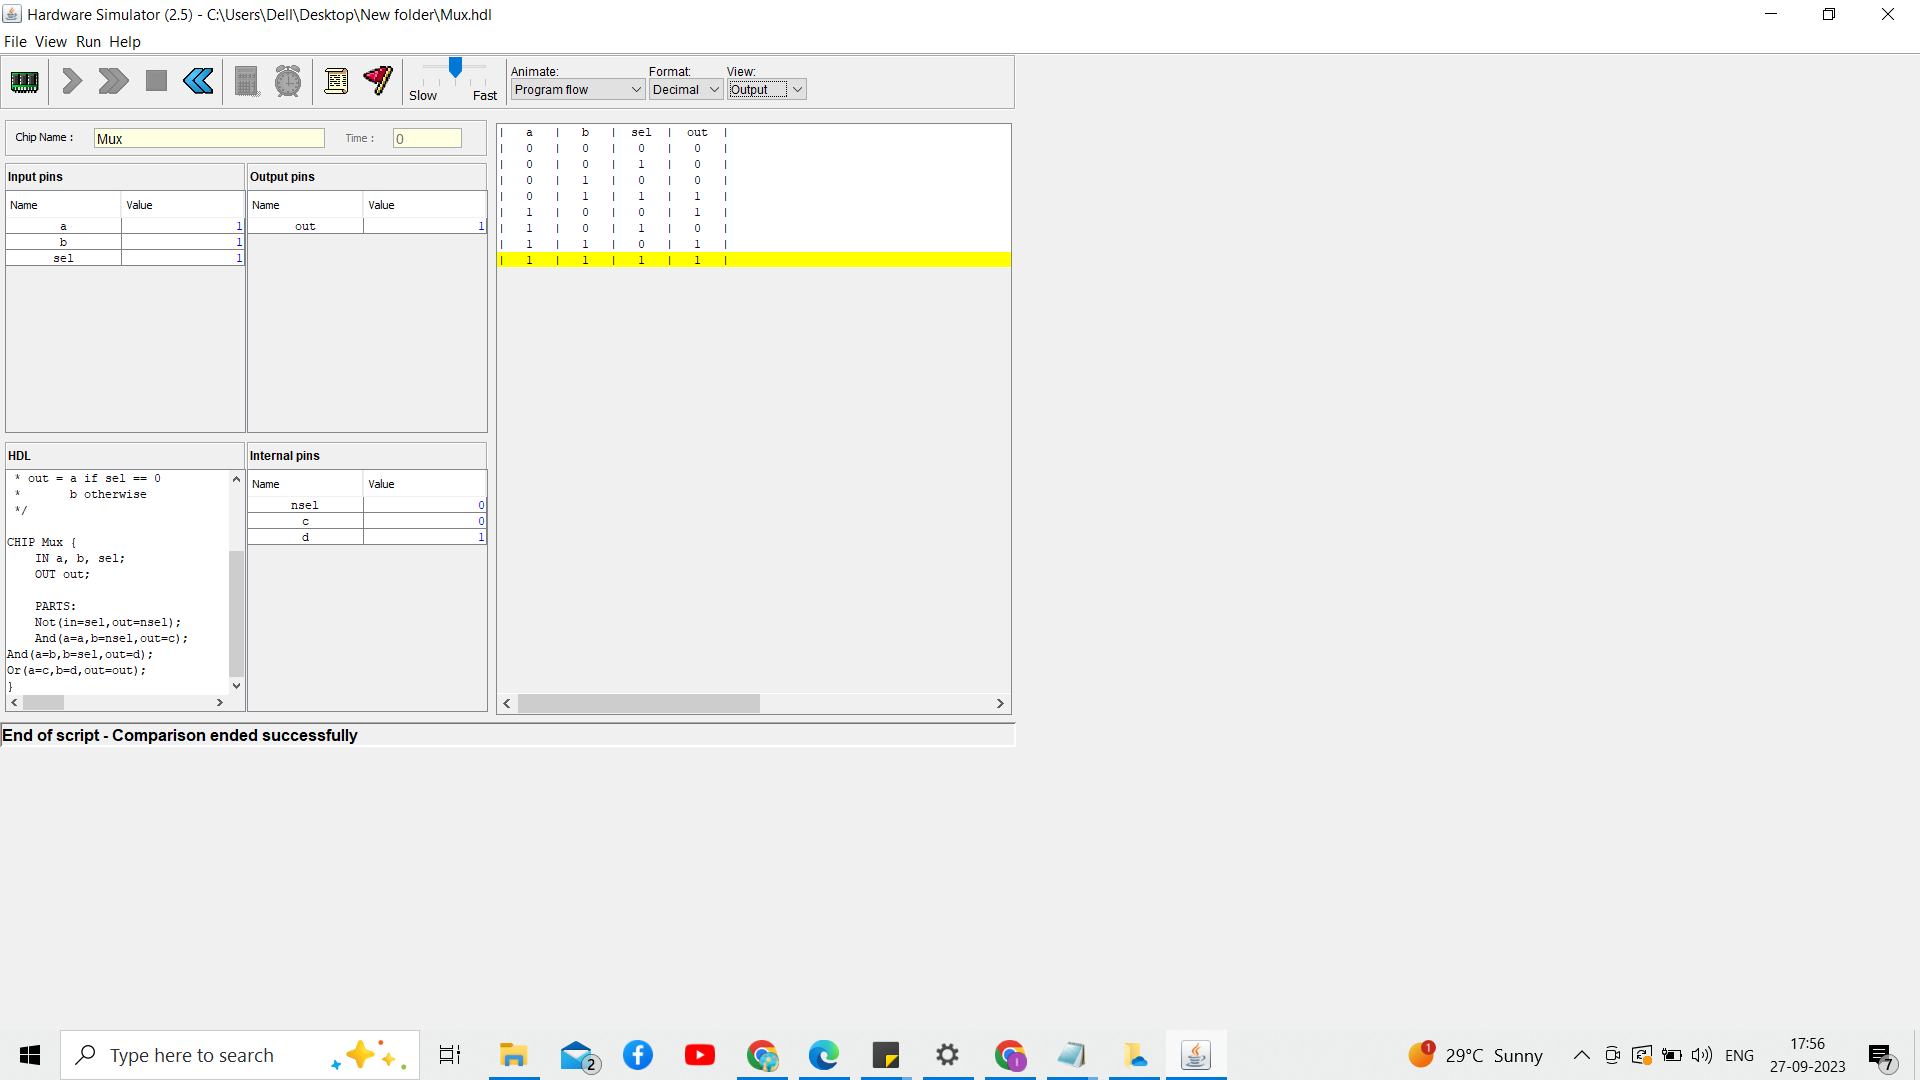 Hardware Simulator (2.5) - C:\Users\Dell\Desktop\New folder\Mux.hdl
File View Run Help
Slow Fast
Animate: Format: View:
Program flow Decimal Output
Chip Name : Mux Time : 0
Input pins
Name Value
a 1
b 1
sel 1
Output pins
Name Value
out 1
| a | b | sel | out |
| 0 | 0 | 0 | 0 |
| 0 | 0 | 1 | 0 |
| 0 | 1 | 0 | 0 |
| 0 | 1 | 1 | 1 |
| 1 | 0 | 0 | 1 |
| 1 | 0 | 1 | 0 |
| 1 | 1 | 0 | 1 |
| 1 | 1 | 1 | 1 |
HDL
* out = a if sel == 0
* b otherwise
*/
CHIP Mux {
IN a, b, sel;
OUT out;
PARTS:
Not(in=sel,out=nsel);
And(a=a,b=nsel,out=c);
And(a=b,b=sel,out=d);
Or(a=c,b=d,out=out);
}
Internal pins
Name Value
nsel 0
c 0
d 1
End of script - Comparison ended successfully
Type here to search
2
1
29°C Sunny
ENG
17:56
27-09-2023
7